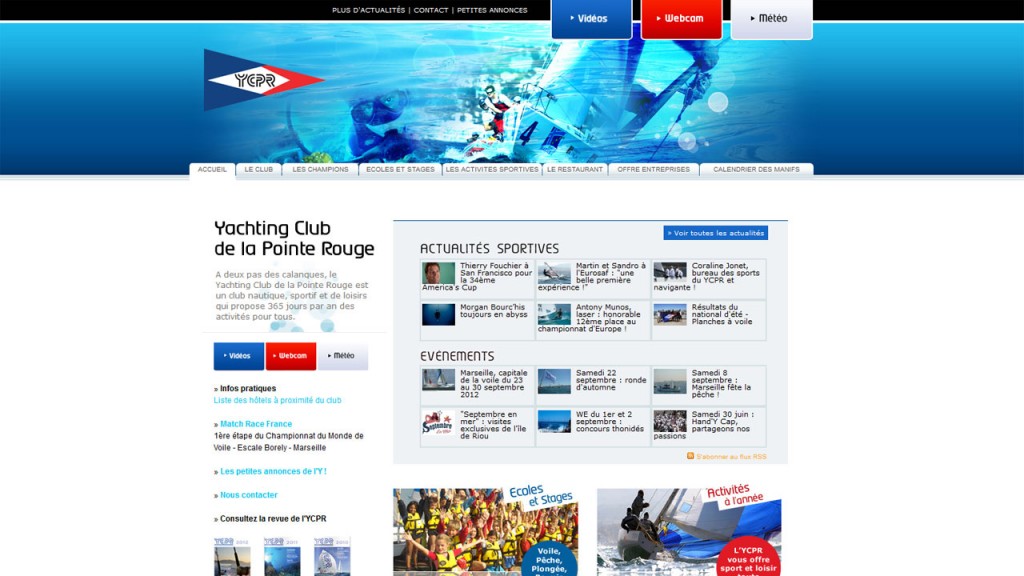 PLUS D'ACTUALITÉS | CONTACT | PETITES ANNONCES
Vidéos
Webcam
Météo
YCPR
ACCUEIL
LE CLUB
LES CHAMPIONS
ECOLES ET STAGES
LES ACTIVITES SPORTIVES
LE RESTAURANT
OFFRE ENTREPRISES
CALENDRIER DES MANIFS
Yachting Club
de la Pointe Rouge
A deux pas des calanques, le
Yachting Club de la Pointe Rouge est
un club nautique, sportif et de loisirs
qui propose 365 jours par an des
activités pour tous.
Vidéos
Webcam
Météo
» Infos pratiques
Liste des hôtels à proximité du club
» Match Race France
1ère étape du Championnat du Monde de
Voile - Escale Borely - Marseille
» Les petites annonces de l'Y !
» Nous contacter
» Consultez la revue de l'YCPR
YCPR
YCPR
YCPR
» Voir toutes les actualités
ACTUALITÉS SPORTIVES
Thierry Fouchier à
San Francisco pour
la 34ème
America's Cup
Martin et Sandro à
l'Eurosaf : "une
belle première
expérience !"
Coraline Jonet,
bureau des sports
du YCPR et
navigante !
Morgan Bourc'his
toujours en abyss
Antony Munos,
laser : honorable
12ème place au
championnat d'Europe !
Résultats du
national d'été -
Planches à voile
EVÉNEMENTS
Marseille, capitale
de la voile du 23
au 30 septembre
2012
Samedi 22
septembre : ronde
d'automne
Samedi 8
septembre :
Marseille fête la
pêche !
Septembre
"Septembre en
mer" : visites
exclusives de l'île
de Riou
WE du 1er et 2
septembre :
concours thonidés
Samedi 30 juin :
Hand'Y Cap,
partageons nos
passions
S'abonner au flux RSS
Ecoles
et Stages
Voile,
Pêche,
Plongée,
Activités
à l'année
L'YCPR
vous offre
sport et loisir